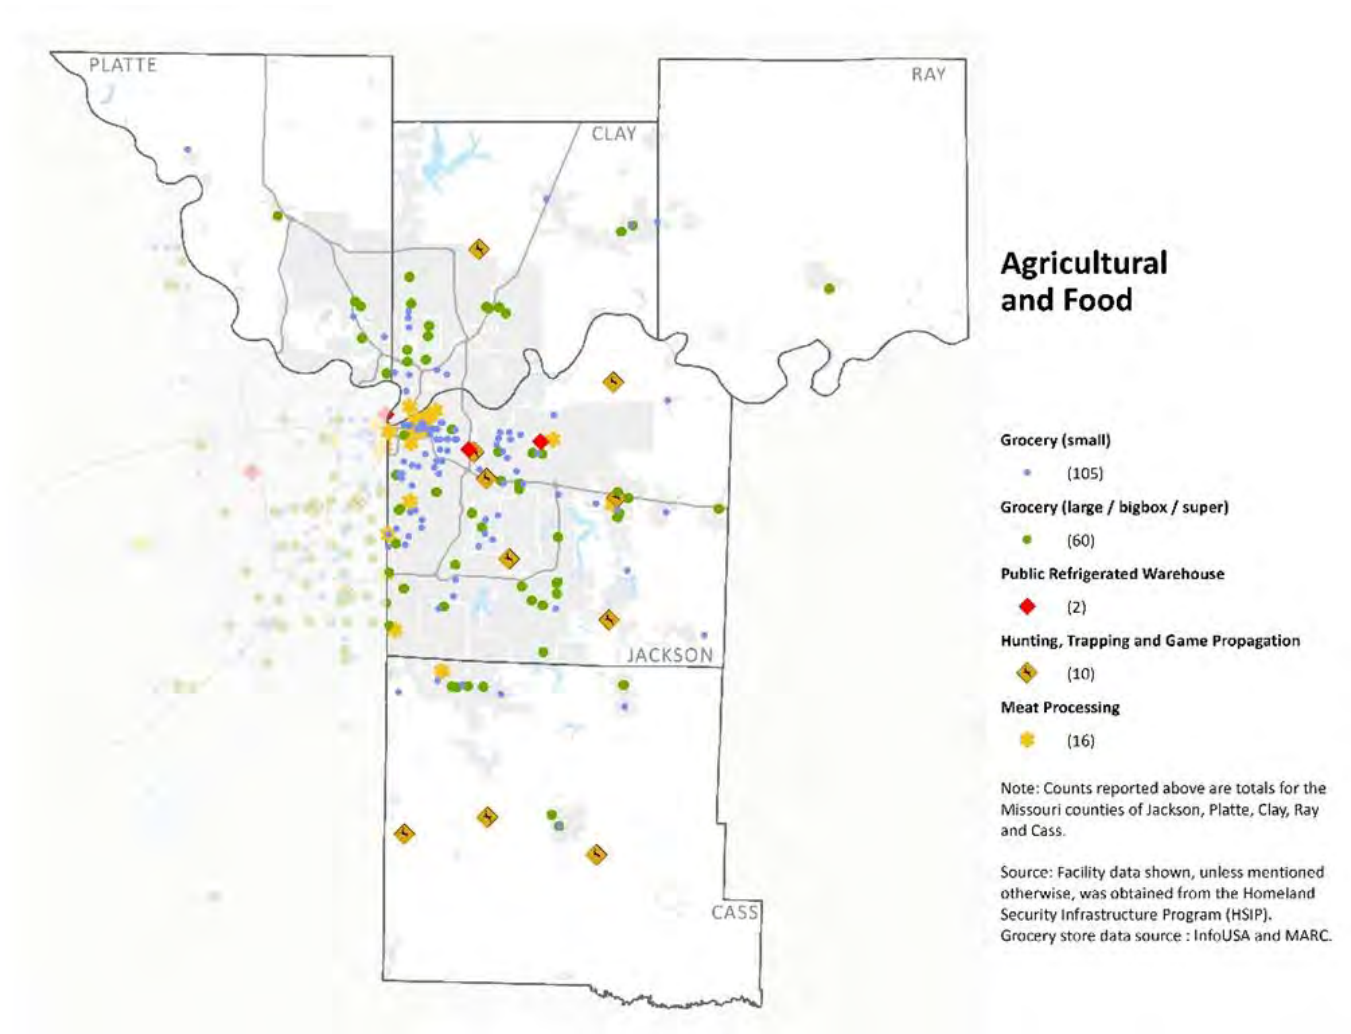 PLATTE
RAY
CLAY
Agricultural
and Food
Grocery (small)
(105)
Grocery (large / bigbox / super)
(60)
Public Refrigerated Warehouse
(2)
Hunting, Trapping and Game Propagation
(10)
JACKSON
Meat Processing
(16)
Note: Counts reported above are totals for the
Missouri counties of Jackson, Platte, Clay, Ray
and Cass.
Source: Facility data shown, unless mentioned
otherwise, was obtained from the Homeland
Security Infrastructure Program (HSIP).
Grocery store data source : InfoUSA and MARC.
CASS